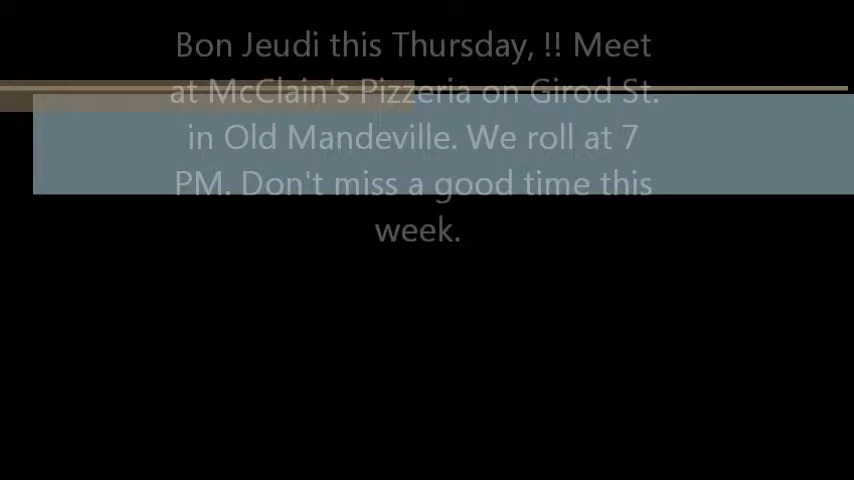 Bon Jeudi this Thursday, !! Meet
at McClain's Pizzeria on Girod St.
in Old Mandeville. We roll at 7
PM. Don't miss a good time this
week.